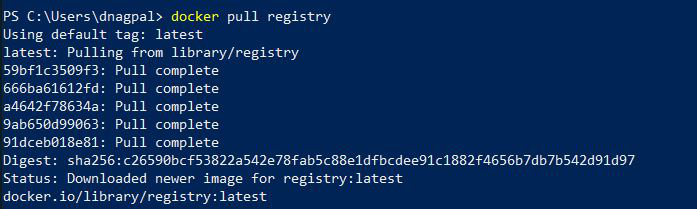 PS C:\Users\dnagpal> docker pull registry
Using default tag: latest
latest: Pulling from library/registry
59bf1c3509f3: Pull complete
666ba61612fd: Pull complete
a4642f78634a: Pull complete
9ab650d99063: Pull complete
91dceb018e81: Pull complete
Digest: sha256:c26590bcf53822a542e78fab5c88e1dfbcdee91c1882f4656b7db7b542d91d97
Status: Downloaded newer image for registry:latest
docker.io/library/registry:latest